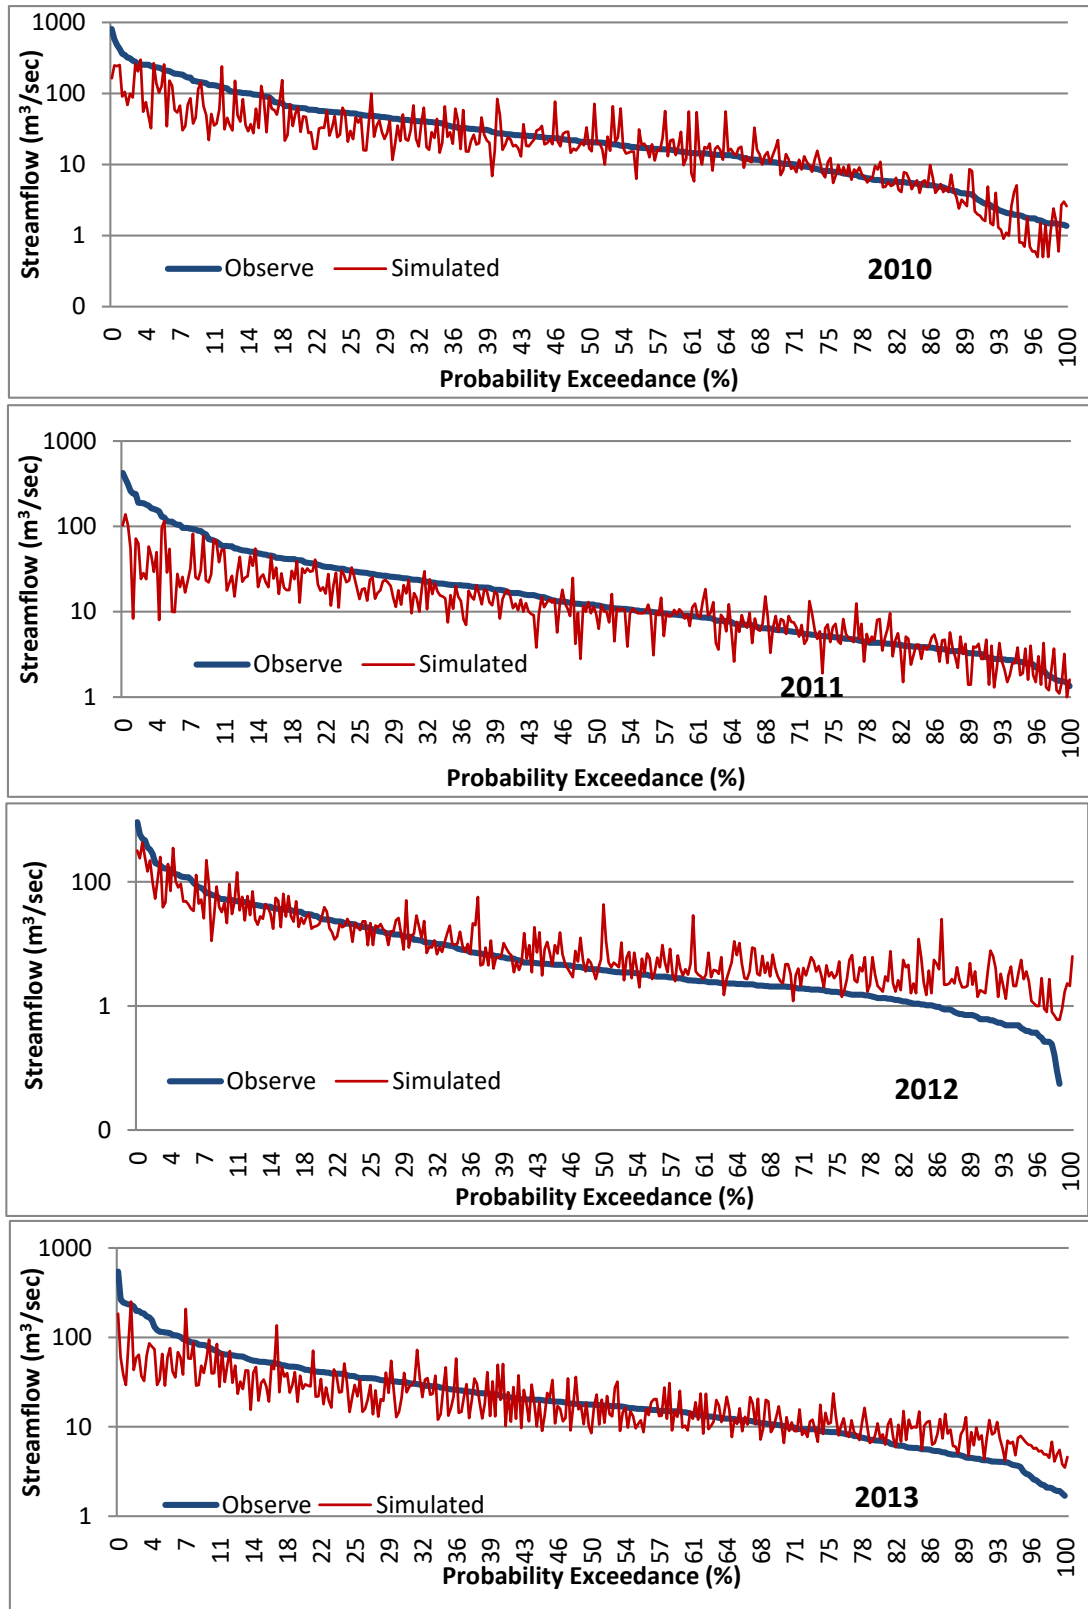 1000
100
10
1
0
Streamflow (m³/sec)
Observe
Simulated
2010
0 4 7 11 14 18 22 25 29 32 36 39 43 46 50 54 57 61 64 68 71 75 79 82 86 89 93 96 100
Probability Exceedance (%)
1000
100
10
1
Streamflow (m³/sec)
Observe
Simulated
2011
0 4 7 11 14 18 22 25 29 32 36 39 43 46 50 54 57 61 64 68 71 75 79 82 86 89 93 96 100
Probability Exceedance (%)
100
1
0
Streamflow (m³/sec)
Observe
Simulated
2012
0 4 7 11 14 18 22 25 29 32 36 39 43 46 50 54 57 61 64 68 71 75 79 82 86 89 93 96 100
Probability Exceedance (%)
1000
100
10
1
Streamflow (m³/sec)
Observe
Simulated
2013
0 4 7 11 14 18 22 25 29 32 36 40 43 47 50 54 57 61 65 68 71 75 79 82 86 90 93 96 100
Probability Exceedance (%)